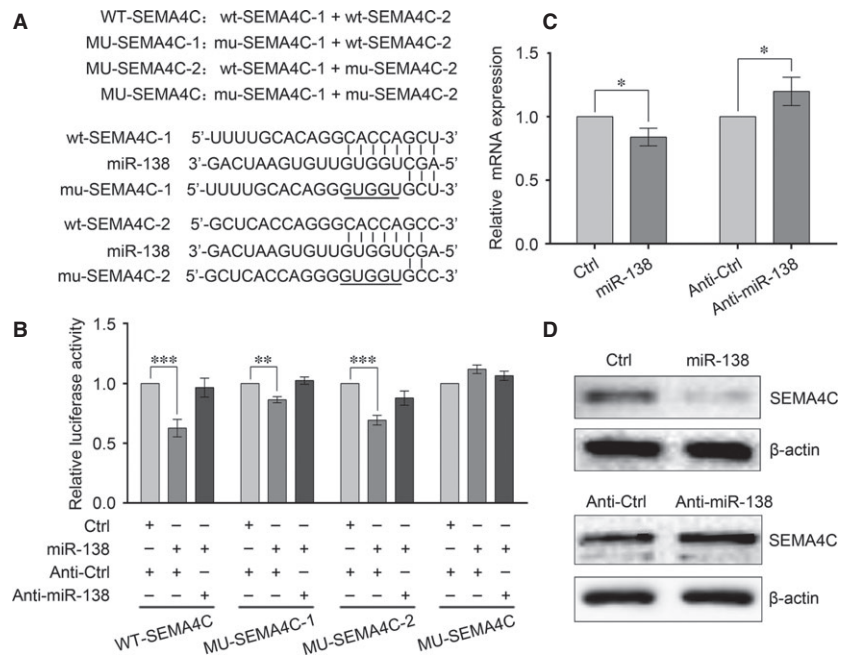 A
WT-SEMA4C: wt-SEMA4C-1 + wt-SEMA4C-2
MU-SEMA4C-1: mu-SEMA4C-1 + wt-SEMA4C-2
MU-SEMA4C-2: wt-SEMA4C-1 + mu-SEMA4C-2
MU-SEMA4C: mu-SEMA4C-1 + mu-SEMA4C-2
wt-SEMA4C-1 5'-UUUUGCACAGGCACCAGCU-3'
miR-138 3'-GACUAAGUGUUGUGGUCGA-5'
mu-SEMA4C-1 5'-UUUUGCACAGGGUGGUGCU-3'
wt-SEMA4C-2 5'-GCUCACCAGGGCACCAGCC-3'
miR-138 3'-GACUAAGUGUUGUGGUCGA-5'
mu-SEMA4C-2 5'-GCUCACCAGGGGUGGUGCC-3'
B
Relative luciferase activity
1.5
1.0
0.5
0.0
*** ** ***
Ctrl + − − + − − + − − + − −
miR-138 − + + − + + − + + − + +
Anti-Ctrl + + − + + − + + − + + −
Anti-miR-138 − − + − − + − − + − − +
WT-SEMA4C MU-SEMA4C-1 MU-SEMA4C-2 MU-SEMA4C
C
Relative mRNA expression
1.5
1.0
0.5
0.0
* *
Ctrl miR-138 Anti-Ctrl Anti-miR-138
D
Ctrl miR-138
SEMA4C
β-actin
Anti-Ctrl Anti-miR-138
SEMA4C
β-actin